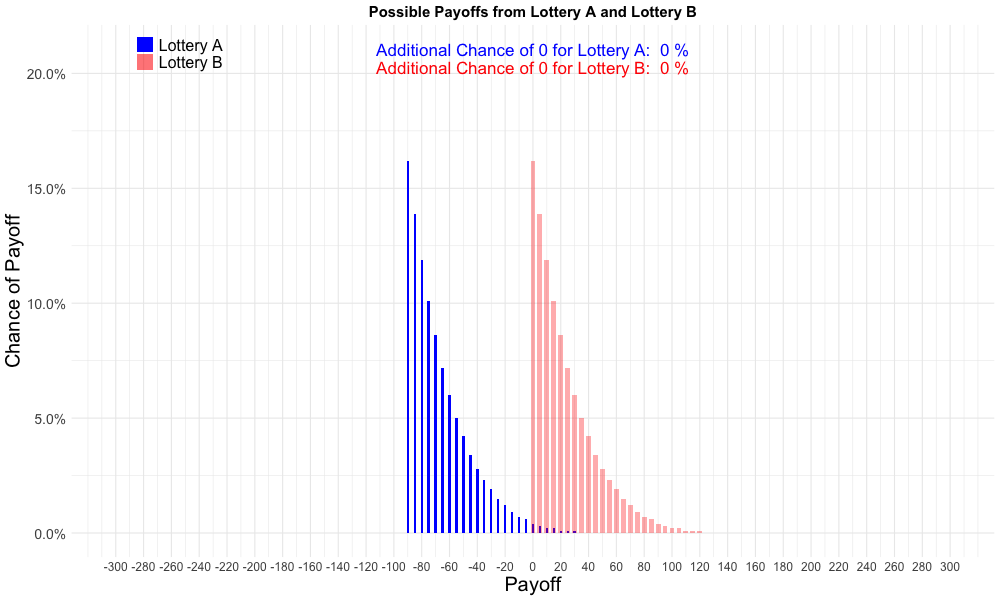 Possible Payoffs from Lottery A and Lottery B
Lottery A
Lottery B
Additional Chance of 0 for Lottery A:  0 %
Additional Chance of 0 for Lottery B:  0 %
Chance of Payoff
20.0%
15.0%
10.0%
5.0%
0.0%
-300 -280 -260 -240 -220 -200 -180 -160 -140 -120 -100 -80 -60 -40 -20 0 20 40 60 80 100 120 140 160 180 200 220 240 260 280 300
Payoff